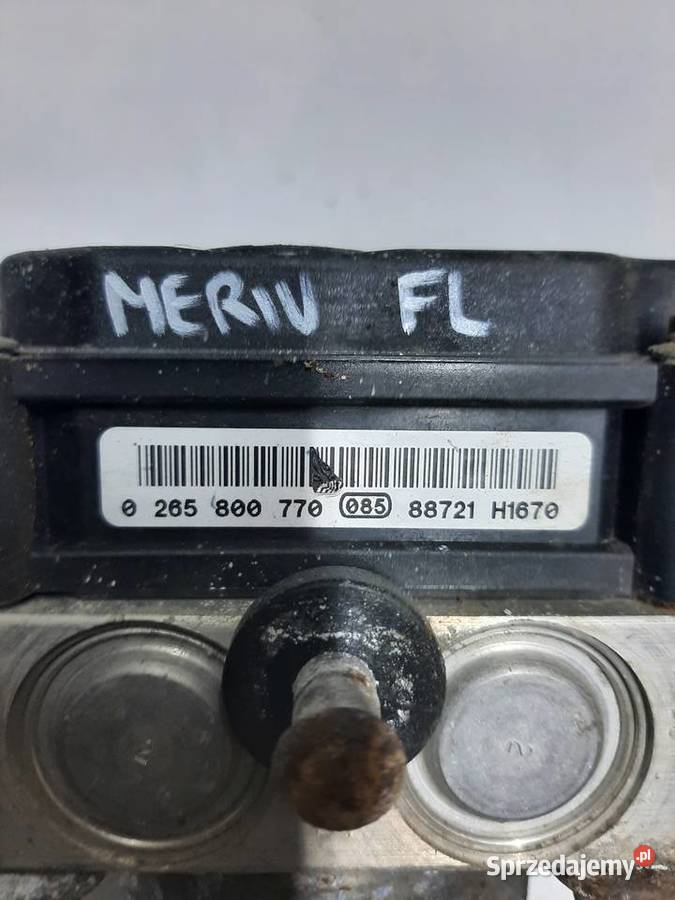 MERIV FL
0 265 800 770 085 88721 H1670
Sprzedajemy.pl